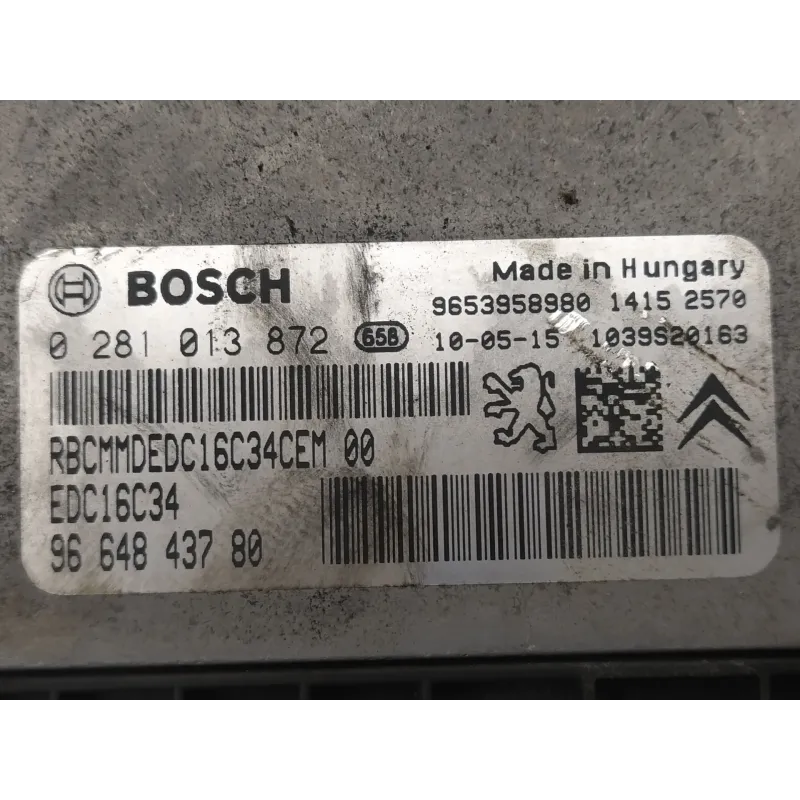 BOSCH
Made in Hungary
9653958980 1415 2570
0 281 013 872 658
10-05-15 1039S20163
RBCMMDEDC16C34CEM 00
EDC16C34
96 648 437 80